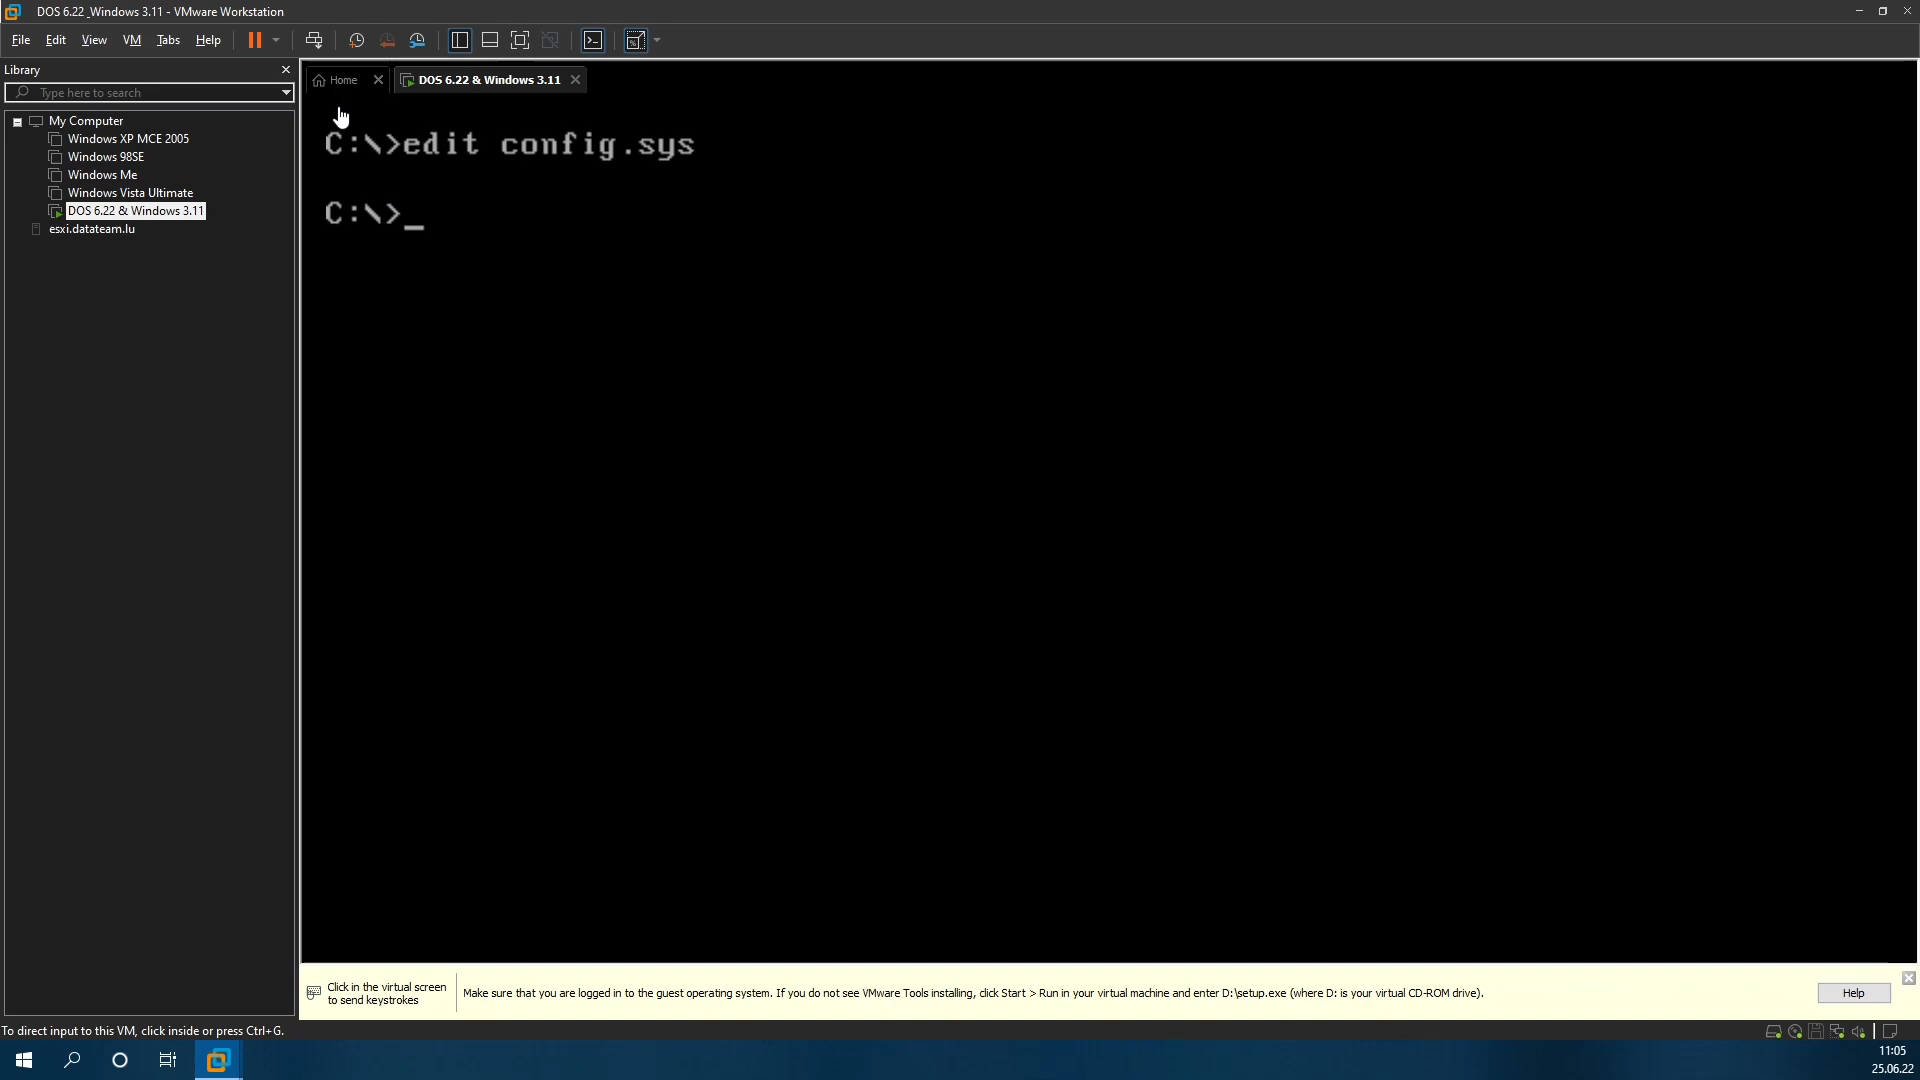 DOS 6.22 _Windows 3.11 - VMware Workstation
File Edit View VM Tabs Help
Library
Type here to search
My Computer
Windows XP MCE 2005
Windows 98SE
Windows Me
Windows Vista Ultimate
DOS 6.22 & Windows 3.11
esxi.datateam.lu
Home
DOS 6.22 & Windows 3.11
C:\>edit config.sys
C:\>_
Click in the virtual screen
to send keystrokes
Make sure that you are logged in to the guest operating system. If you do not see VMware Tools installing, click Start > Run in your virtual machine and enter D:\setup.exe (where D: is your virtual CD-ROM drive).
Help
To direct input to this VM, click inside or press Ctrl+G.
11:05
25.06.22